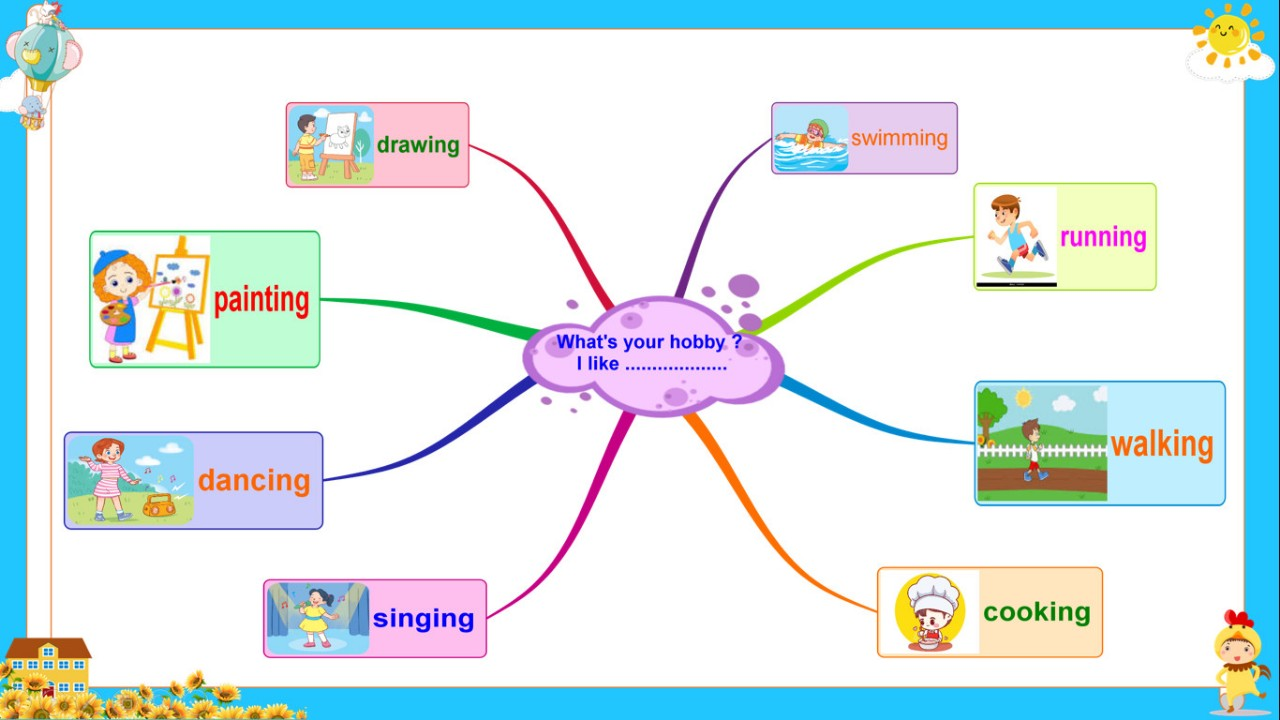 What's your hobby ?
I like ...................
drawing
swimming
running
painting
walking
dancing
singing
cooking